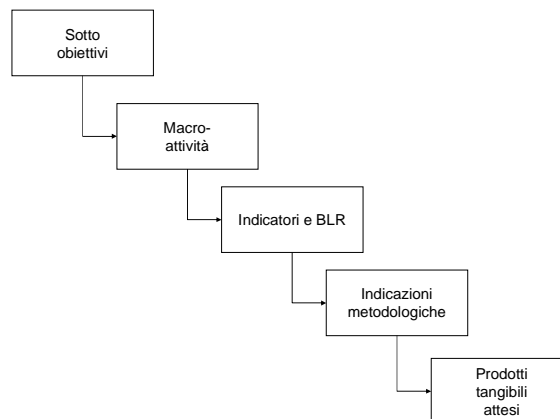 Sotto
obiettivi
Macro-
attività
Indicatori e BLR
Indicazioni
metodologiche
Prodotti
tangibili
attesi